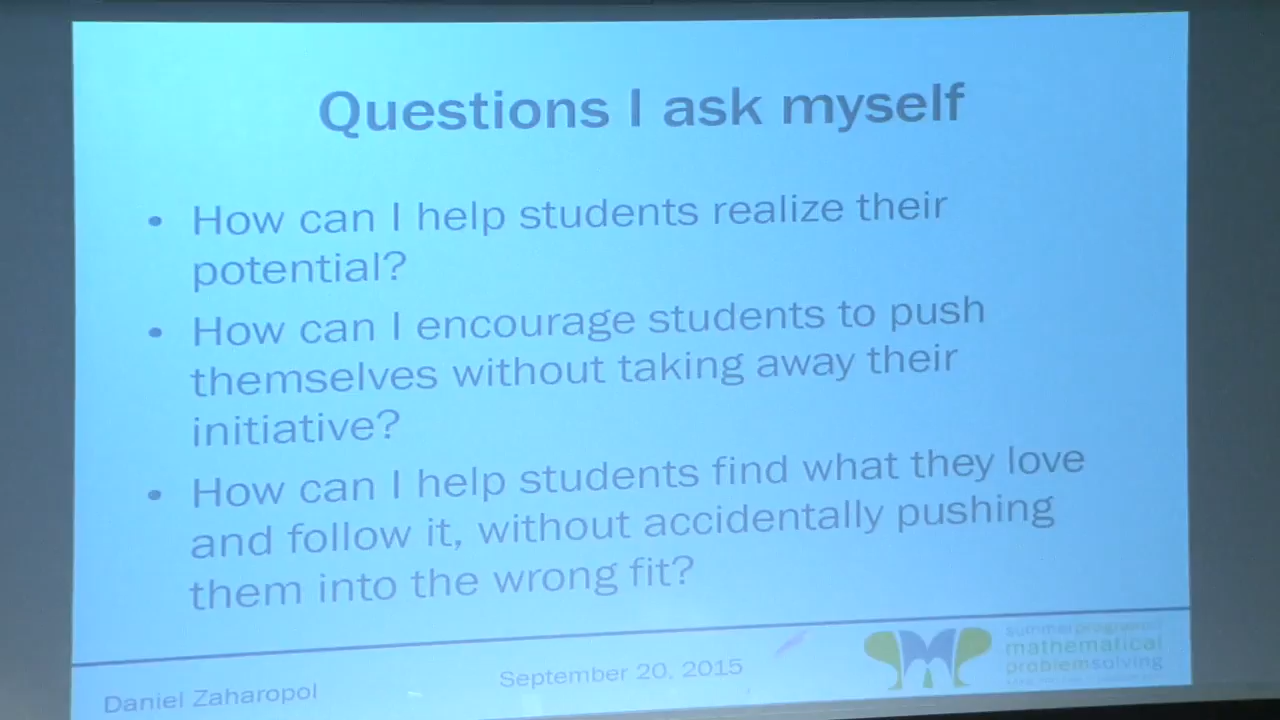 Questions I ask myself
• How can I help students realize their
potential?
• How can I encourage students to push
themselves without taking away their
initiative?
• How can I help students find what they love
and follow it, without accidentally pushing
them into the wrong fit?
Daniel Zaharopol
September 20, 2015
summer program
mathematical
problemsolving